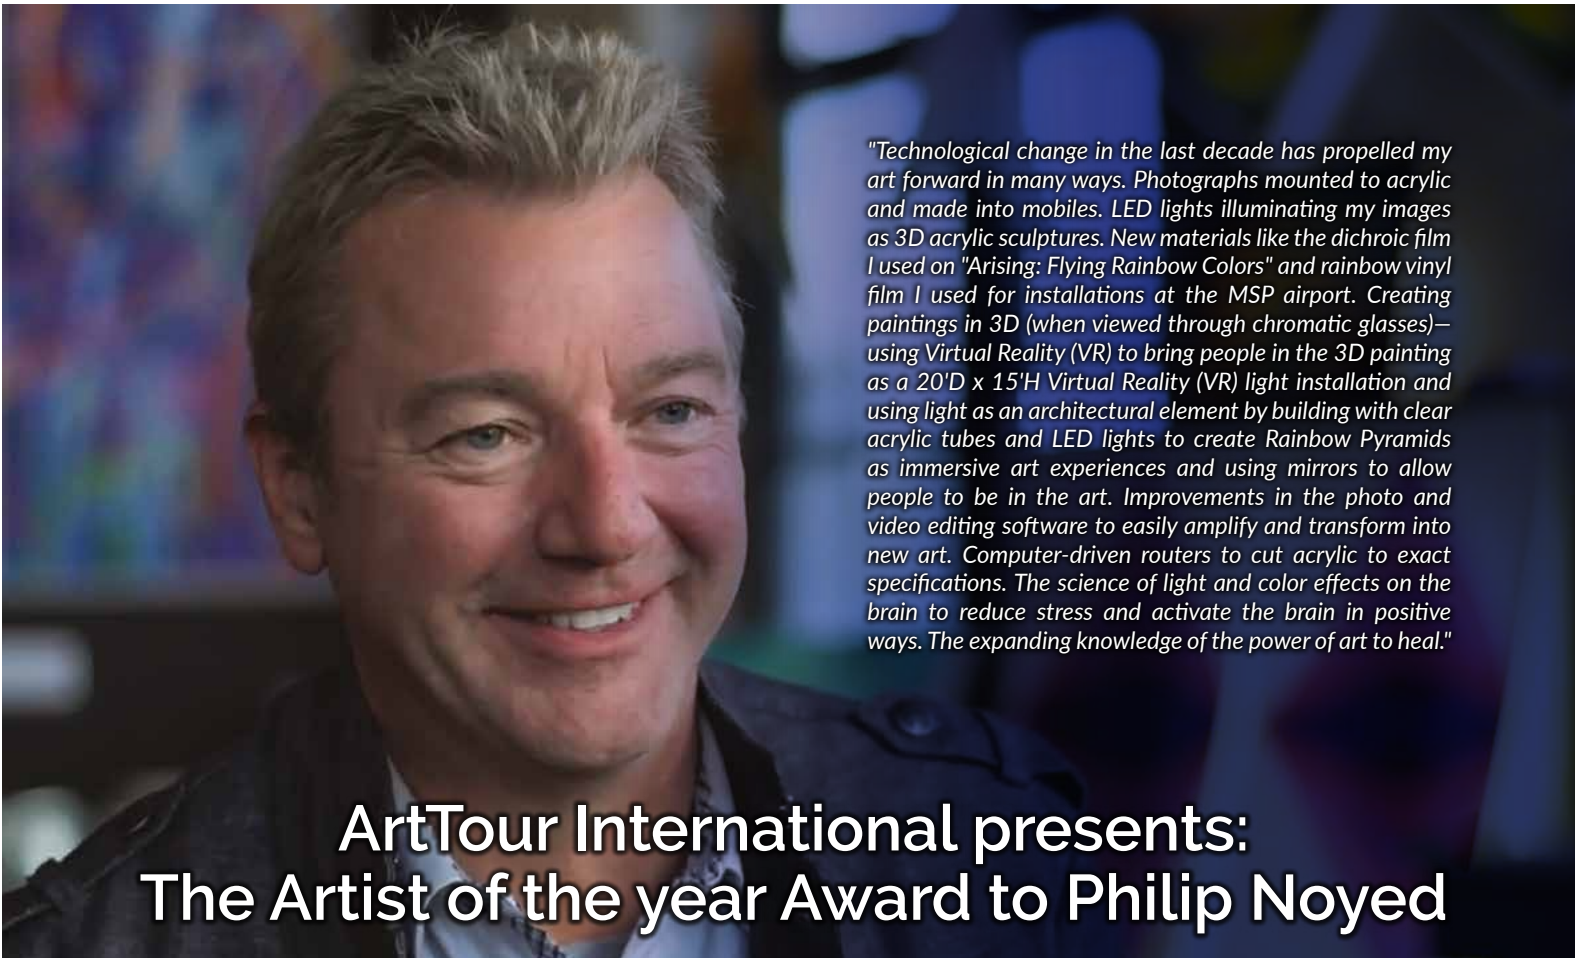 "Technological change in the last decade has propelled my
art forward in many ways. Photographs mounted to acrylic
and made into mobiles. LED lights illuminating my images
as 3D acrylic sculptures. New materials like the dichroic film
I used on "Arising: Flying Rainbow Colors" and rainbow vinyl
film I used for installations at the MSP airport. Creating
paintings in 3D (when viewed through chromatic glasses)—
using Virtual Reality (VR) to bring people in the 3D painting
as a 20'D x 15'H Virtual Reality (VR) light installation and
using light as an architectural element by building with clear
acrylic tubes and LED lights to create Rainbow Pyramids
as immersive art experiences and using mirrors to allow
people to be in the art. Improvements in the photo and
video editing software to easily amplify and transform into
new art. Computer-driven routers to cut acrylic to exact
specifications. The science of light and color effects on the
brain to reduce stress and activate the brain in positive
ways. The expanding knowledge of the power of art to heal."
ArtTour International presents:
The Artist of the year Award to Philip Noyed